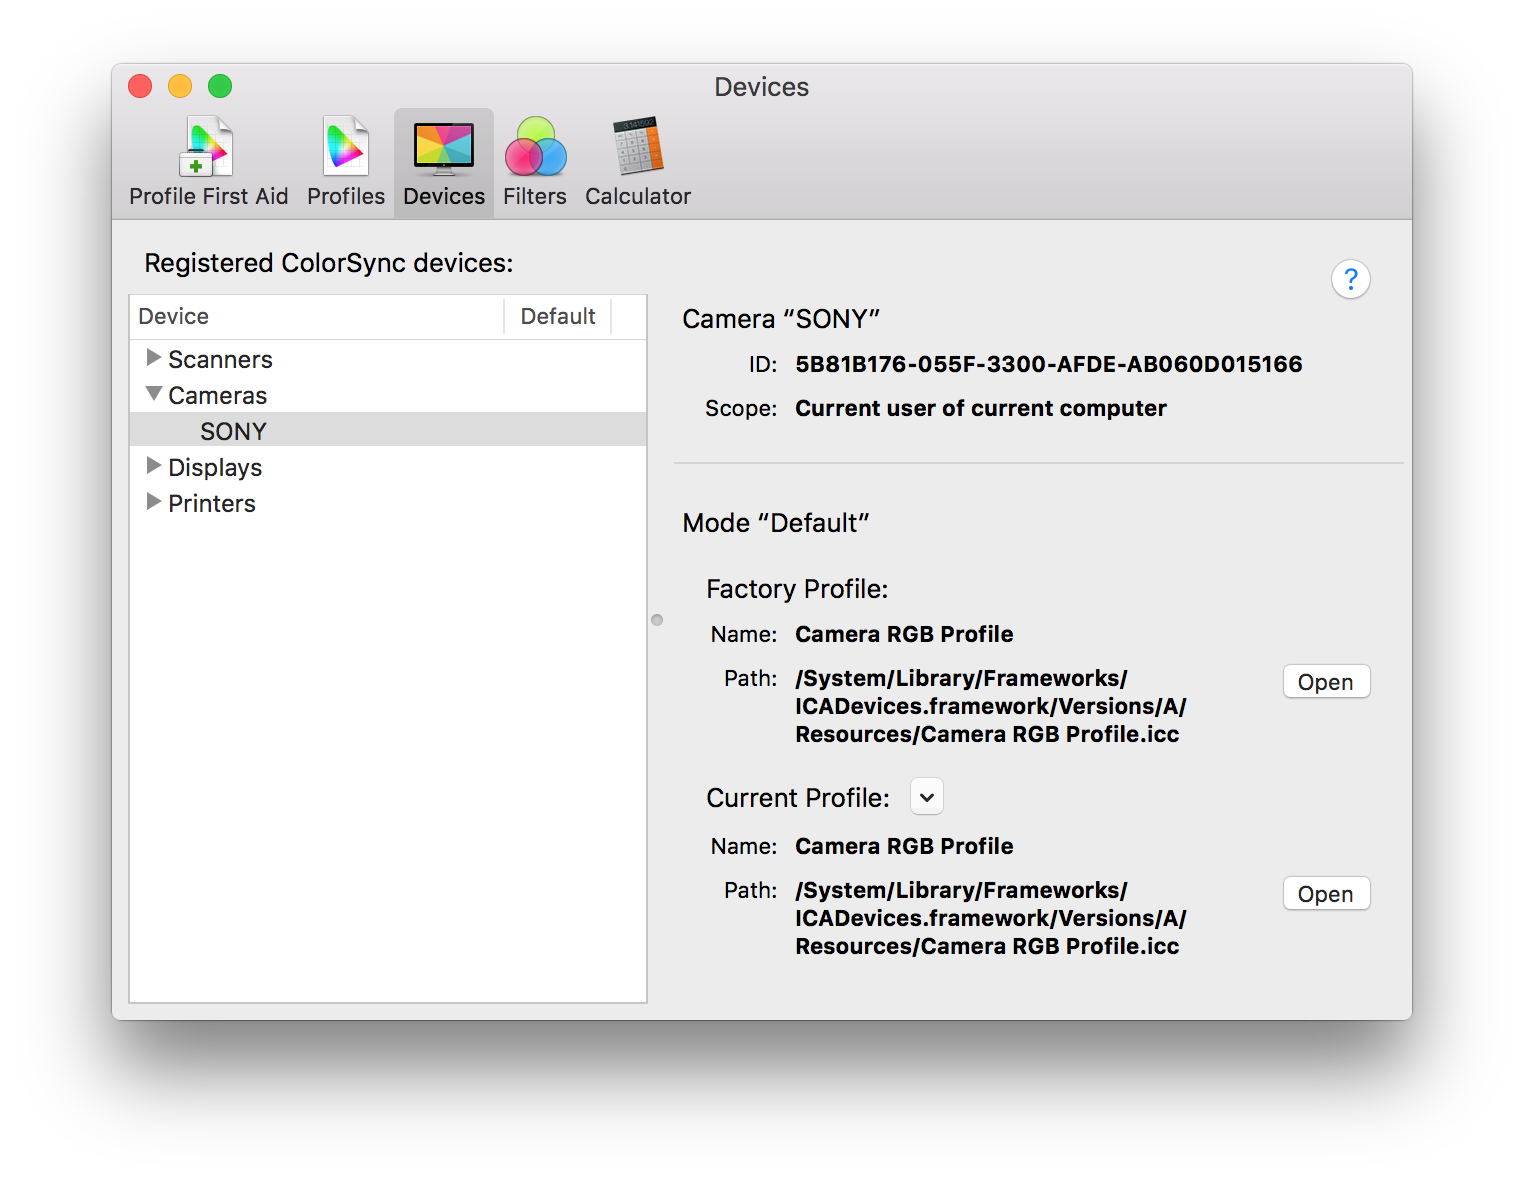 Devices
Profile First Aid
Profiles
Devices
Filters
Calculator
Registered ColorSync devices:
?
Device
Default
Scanners
Cameras
SONY
Displays
Printers
Camera “SONY”
ID: 5B81B176-055F-3300-AFDE-AB060D015166
Scope: Current user of current computer
Mode “Default”
Factory Profile:
Name: Camera RGB Profile
Path: /System/Library/Frameworks/
ICADevices.framework/Versions/A/
Resources/Camera RGB Profile.icc
Open
Current Profile:
Name: Camera RGB Profile
Path: /System/Library/Frameworks/
ICADevices.framework/Versions/A/
Resources/Camera RGB Profile.icc
Open